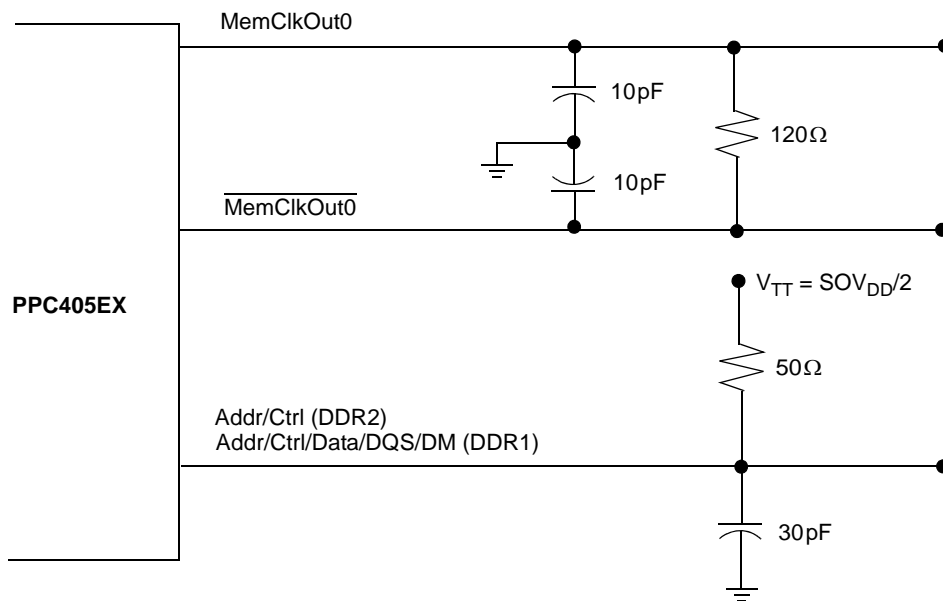 MemClkOut0
10pF
120Ω
10pF
MemClkOut0
V_TT = SOV_DD/2
PPC405EX
50Ω
Addr/Ctrl (DDR2)
Addr/Ctrl/Data/DQS/DM (DDR1)
30pF